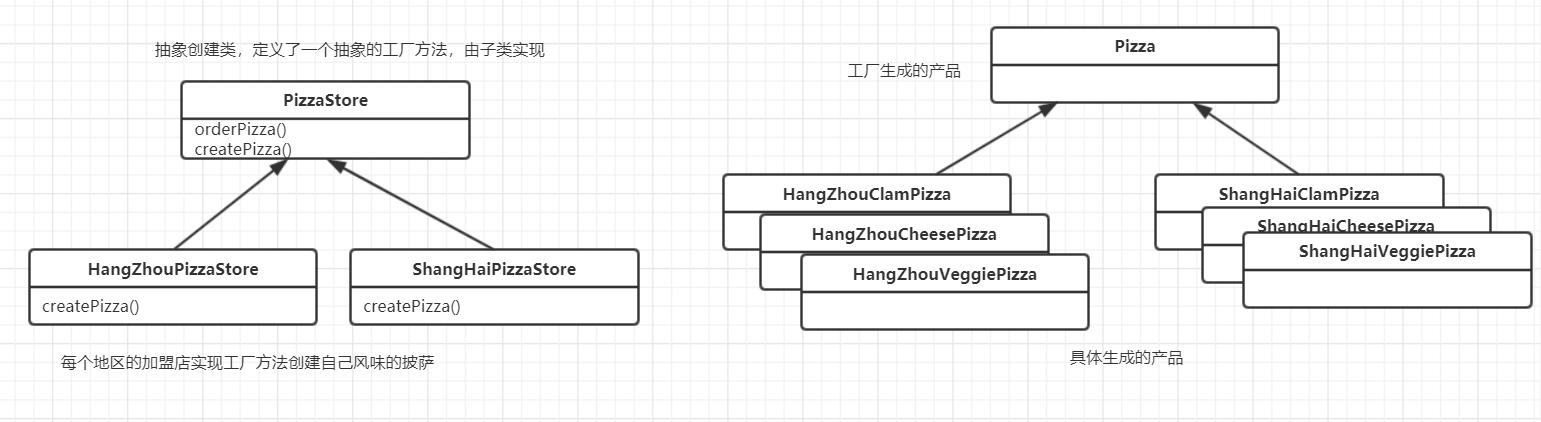 抽象创建类，定义了一个抽象的工厂方法，由子类实现
PizzaStore
orderPizza()
createPizza()
HangZhouPizzaStore
createPizza()
ShangHaiPizzaStore
createPizza()
每个地区的加盟店实现工厂方法创建自己风味的披萨
Pizza
工厂生成的产品
HangZhouClamPizza
HangZhouCheesePizza
HangZhouVeggiePizza
ShangHaiClamPizza
ShangHaiCheesePizza
ShangHaiVeggiePizza
具体生成的产品